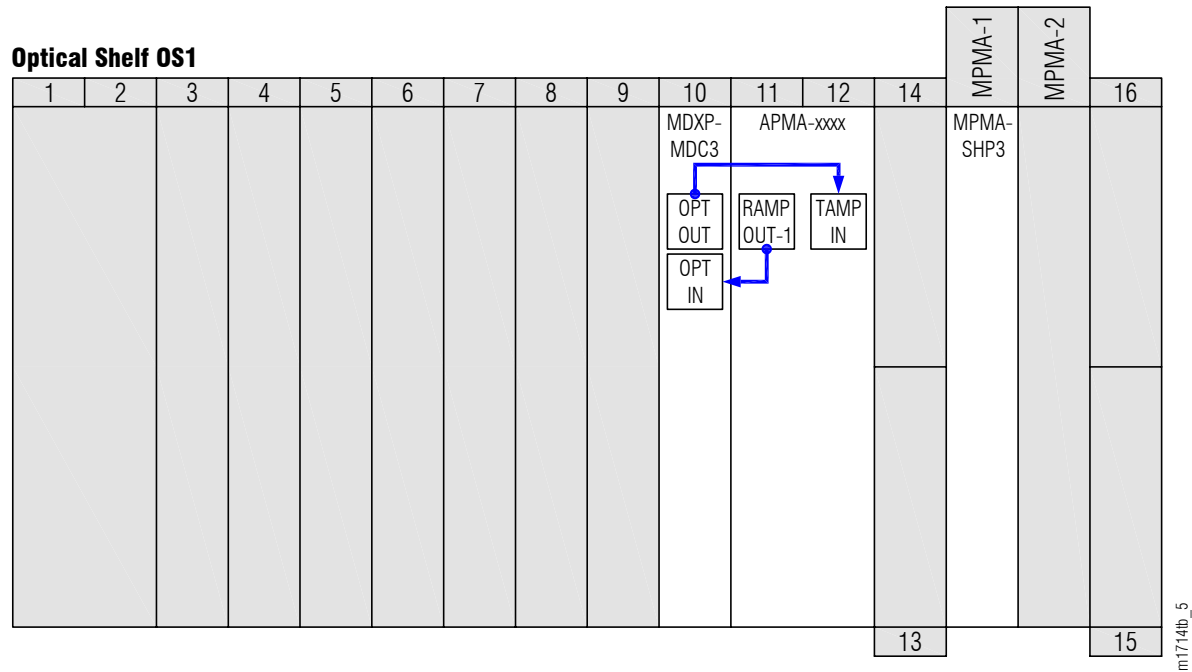 Optical Shelf OS1
MPMA-1
MPMA-2
1 2 3 4 5 6 7 8 9 10 11 12 14 16
MDXP-
MDC3
APMA-xxxx
MPMA-
SHP3
OPT
OUT
RAMP
OUT-1
TAMP
IN
OPT
IN
13 15
m1714tb_5